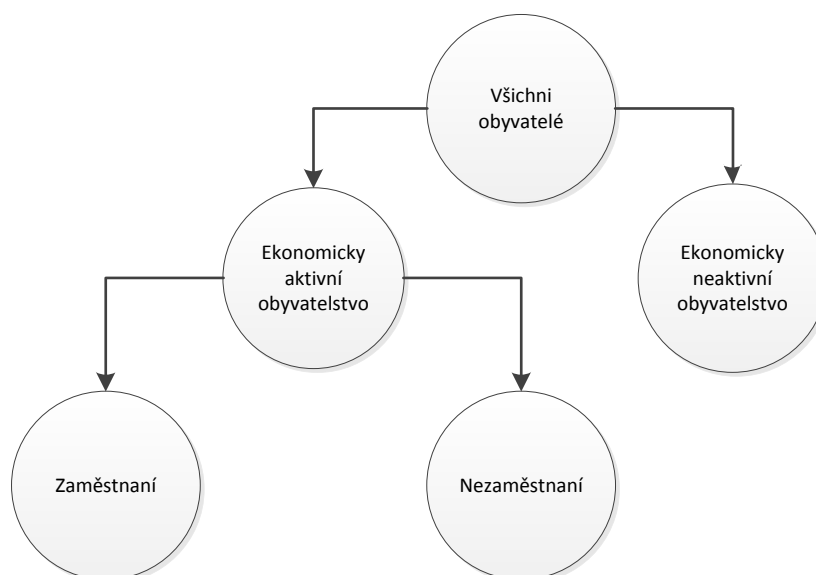 Všichni
obyvatelé
Ekonomicky
aktivní
obyvatelstvo
Ekonomicky
neaktivní
obyvatelstvo
Zaměstnaní
Nezaměstnaní